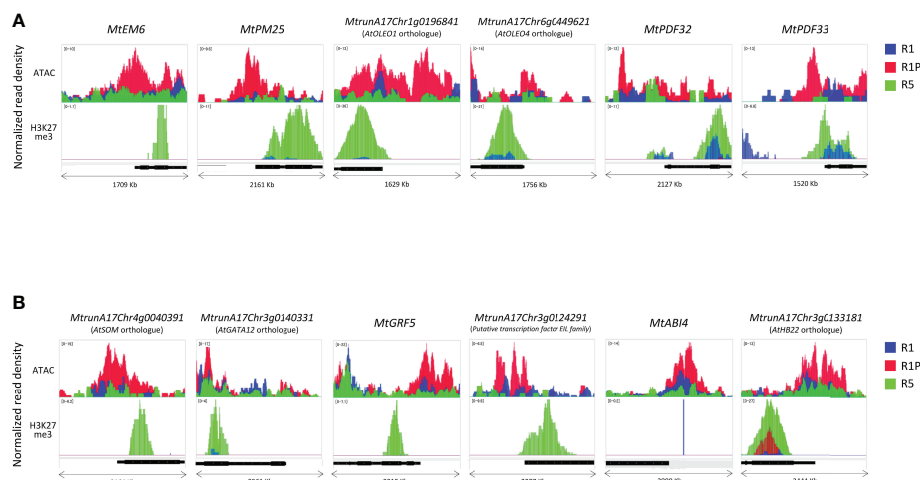 A
MtEM6
MtPM25
MtrunA17Chr1g0196841
(AtOLEO1 orthologue)
MtrunA17Chr6g0449621
(AtOLEO4 orthologue)
MtPDF32
MtPDF33
Normalized read density
ATAC
H3K27
me3
R1
R1P
R5
1709 Kb
2161 Kb
1629 Kb
1756 Kb
2127 Kb
1520 Kb
B
MtrunA17Chr4g0040391
(AtSOM orthologue)
MtrunA17Chr3g0140331
(AtGATA12 orthologue)
MtGRF5
MtrunA17Chr3g0124291
(Putative transcription factor EIL family)
MtABI4
MtrunA17Chr3g0133181
(AtHB22 orthologue)
Normalized read density
ATAC
H3K27
me3
R1
R1P
R5